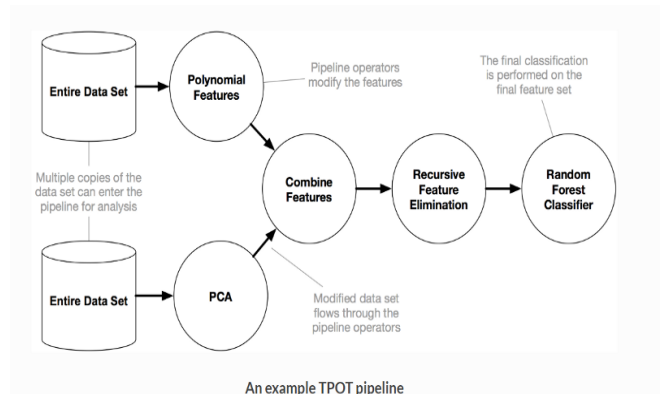 Entire Data Set
Polynomial
Features
Pipeline operators
modify the features
The final classification
is performed on the
final feature set
Multiple copies of the
data set can enter the
pipeline for analysis
Combine
Features
Recursive
Feature
Elimination
Random
Forest
Classifier
Entire Data Set
PCA
Modified data set
flows through the
pipeline operators
An example TPOT pipeline